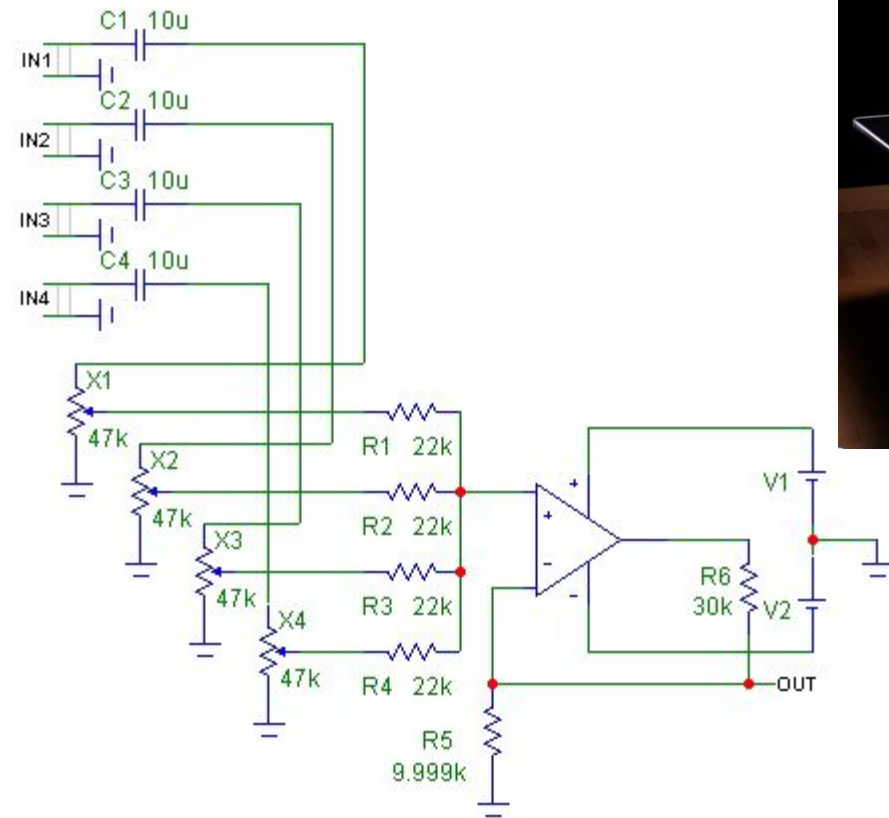 C1 10u
IN1
C2 10u
IN2
C3 10u
IN3
C4 10u
IN4
X1
47k
R1 22k
X2
47k
R2 22k
X3
47k
R3 22k
X4
47k
R4 22k
+
+
-
-
V1
R6
30k
V2
OUT
R5
9.999k